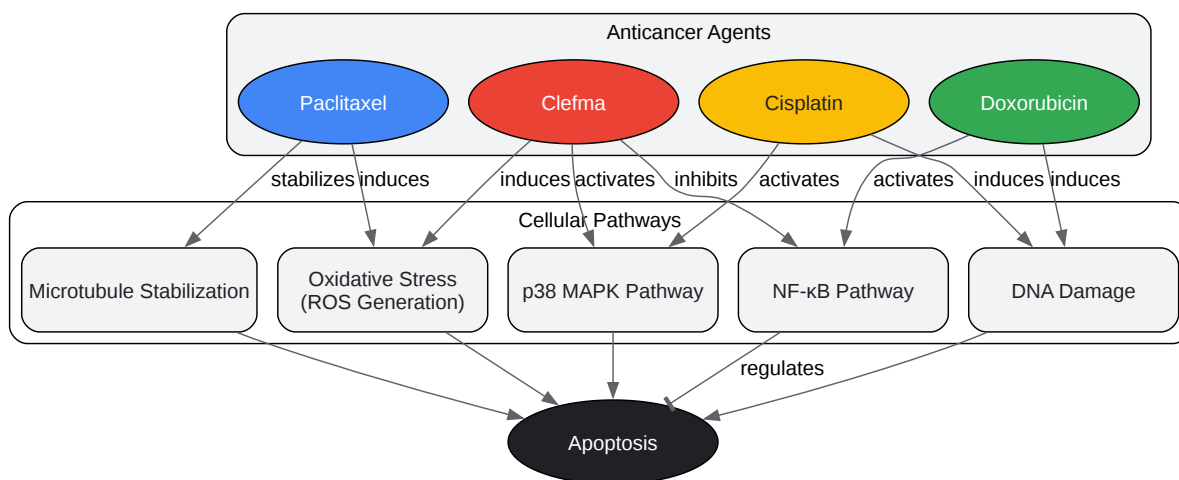 Anticancer Agents
Paclitaxel
Clefma
Cisplatin
Doxorubicin
stabilizes
induces
induces
activates
inhibits
activates
activates
induces
induces
Cellular Pathways
Microtubule Stabilization
Oxidative Stress
(ROS Generation)
p38 MAPK Pathway
NF-κB Pathway
DNA Damage
regulates
Apoptosis